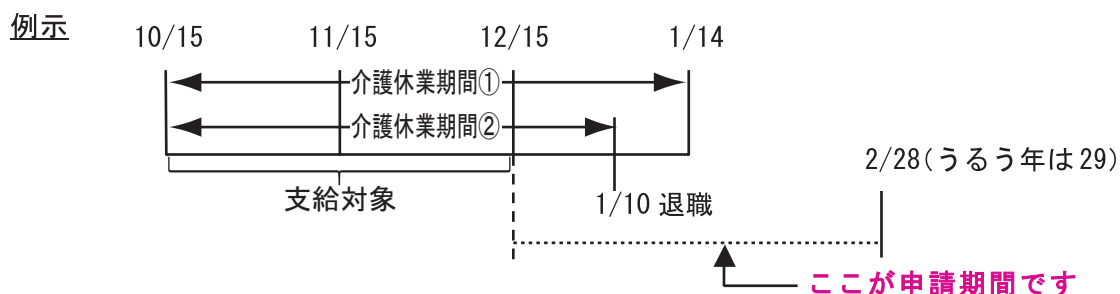 例示
10/15 11/15 12/15 1/14
介護休業期間①
介護休業期間②
2/28(うるう年は29)
支給対象
1/10 退職
ここが申請期間です